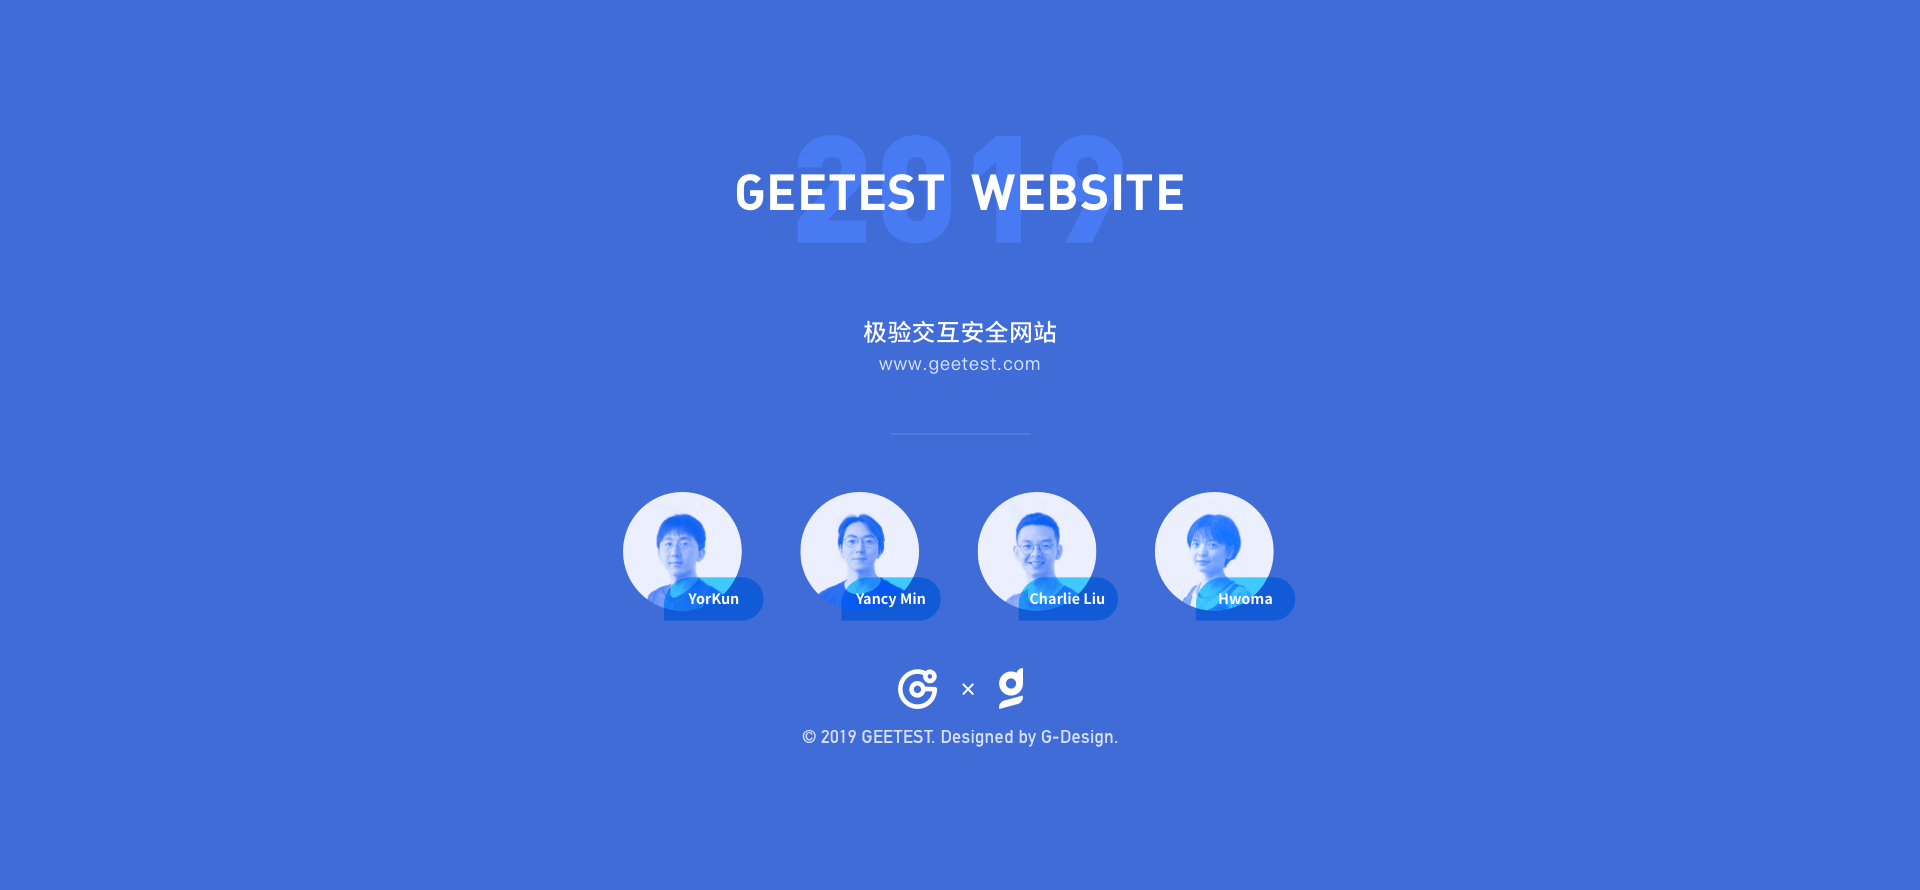 2019
GEETEST WEBSITE
极验交互安全网站
www.geetest.com
YorKun
Yancy Min
Charlie Liu
Hwoma
×
© 2019 GEETEST. Designed by G-Design.